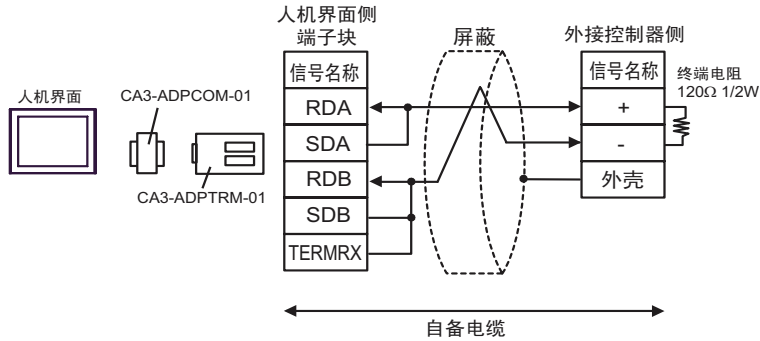 人机界面侧
端子块
屏蔽
外接控制器侧
信号名称
信号名称
终端电阻
120Ω 1/2W
人机界面
CA3-ADPCOM-01
CA3-ADPTRM-01
RDA
SDA
RDB
SDB
TERMRX
+
-
外壳
自备电缆